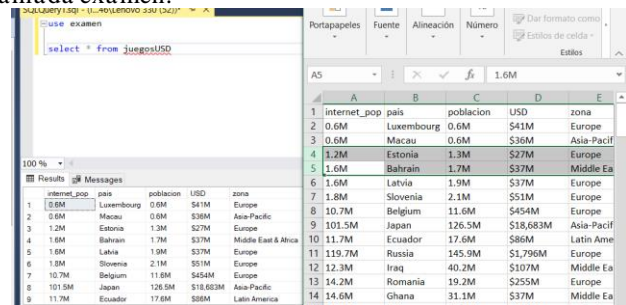 SQLQuery1.sql - (l...46\Lenovo 330 (52))*
use examen
select * from juegosUSD
100 %
Results Messages
internet_pop pais poblacion USD zona
1 0.6M Luxembourg 0.6M $41M Europe
2 0.6M Macau 0.6M $36M Asia-Pacific
3 1.2M Estonia 1.3M $27M Europe
4 1.6M Bahrain 1.7M $37M Middle East & Africa
5 1.6M Latvia 1.9M $37M Europe
6 1.8M Slovenia 2.1M $51M Europe
7 10.7M Belgium 11.6M $454M Europe
8 101.5M Japan 126.5M $18,683M Asia-Pacific
9 11.7M Ecuador 17.6M $86M Latin America
Portapapeles Fuente Alineación Número
Dar formato como
Estilos de celda
Estilos
A5 fx 1.6M
A B C D E
1 internet_pop pais poblacion USD zona
2 0.6M Luxembourg 0.6M $41M Europe
3 0.6M Macau 0.6M $36M Asia-Pacif
4 1.2M Estonia 1.3M $27M Europe
5 1.6M Bahrain 1.7M $37M Middle Ea
6 1.6M Latvia 1.9M $37M Europe
7 1.8M Slovenia 2.1M $51M Europe
8 10.7M Belgium 11.6M $454M Europe
9 101.5M Japan 126.5M $18,683M Asia-Pacif
10 11.7M Ecuador 17.6M $86M Latin Ame
11 119.7M Russia 145.9M $1,796M Europe
12 12.3M Iraq 40.2M $107M Middle Ea
13 14.2M Romania 19.2M $255M Europe
14 14.6M Ghana 31.1M $37M Middle Ea